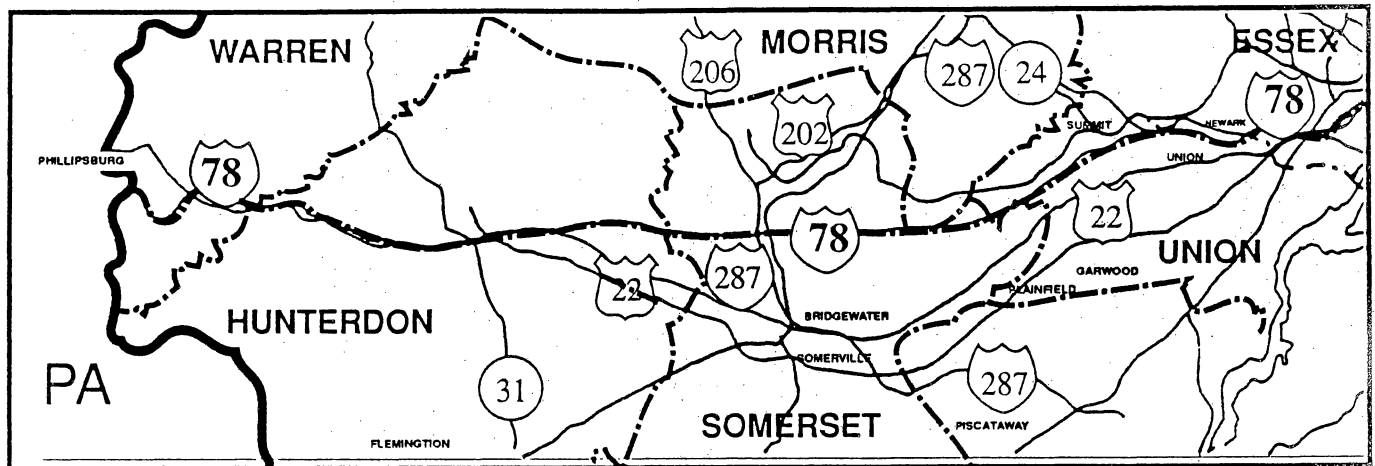 WARREN
MORRIS
ESSEX
206
287
24
78
202
SUMMIT
NEWARK
PHILLIPSBURG
78
UNION
22
78
UNION
287
22
GARWOOD
PLAINFIELD
HUNTERDON
BRIDGEWATER
SOMERVILLE
PA
31
287
SOMERSET
PISCATAWAY
FLEMINGTION